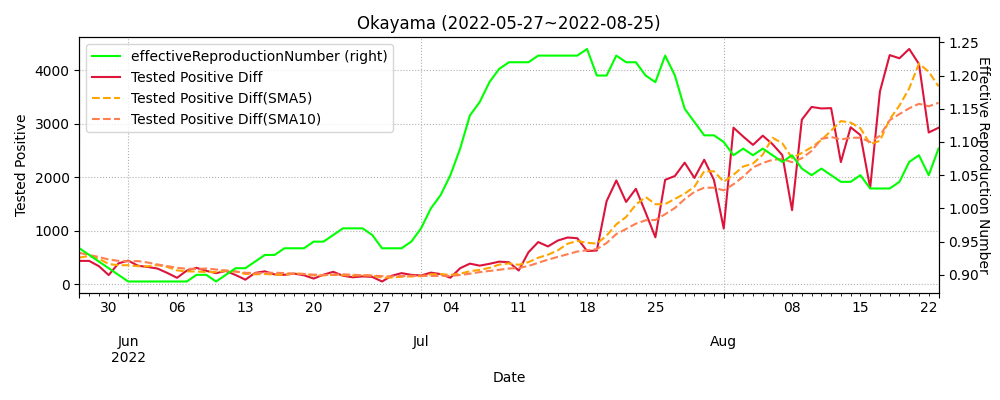 Okayama (2022-05-27~2022-08-25)
effectiveReproductionNumber (right)
Tested Positive Diff
Tested Positive Diff(SMA5)
Tested Positive Diff(SMA10)
Tested Positive
4000
3000
2000
1000
0
Effective Reproduction Number
1.25
1.20
1.15
1.10
1.05
1.00
0.95
0.90
30 06 13 20 27 04 11 18 25 08 15 22
Jun Jul Aug
2022
Date